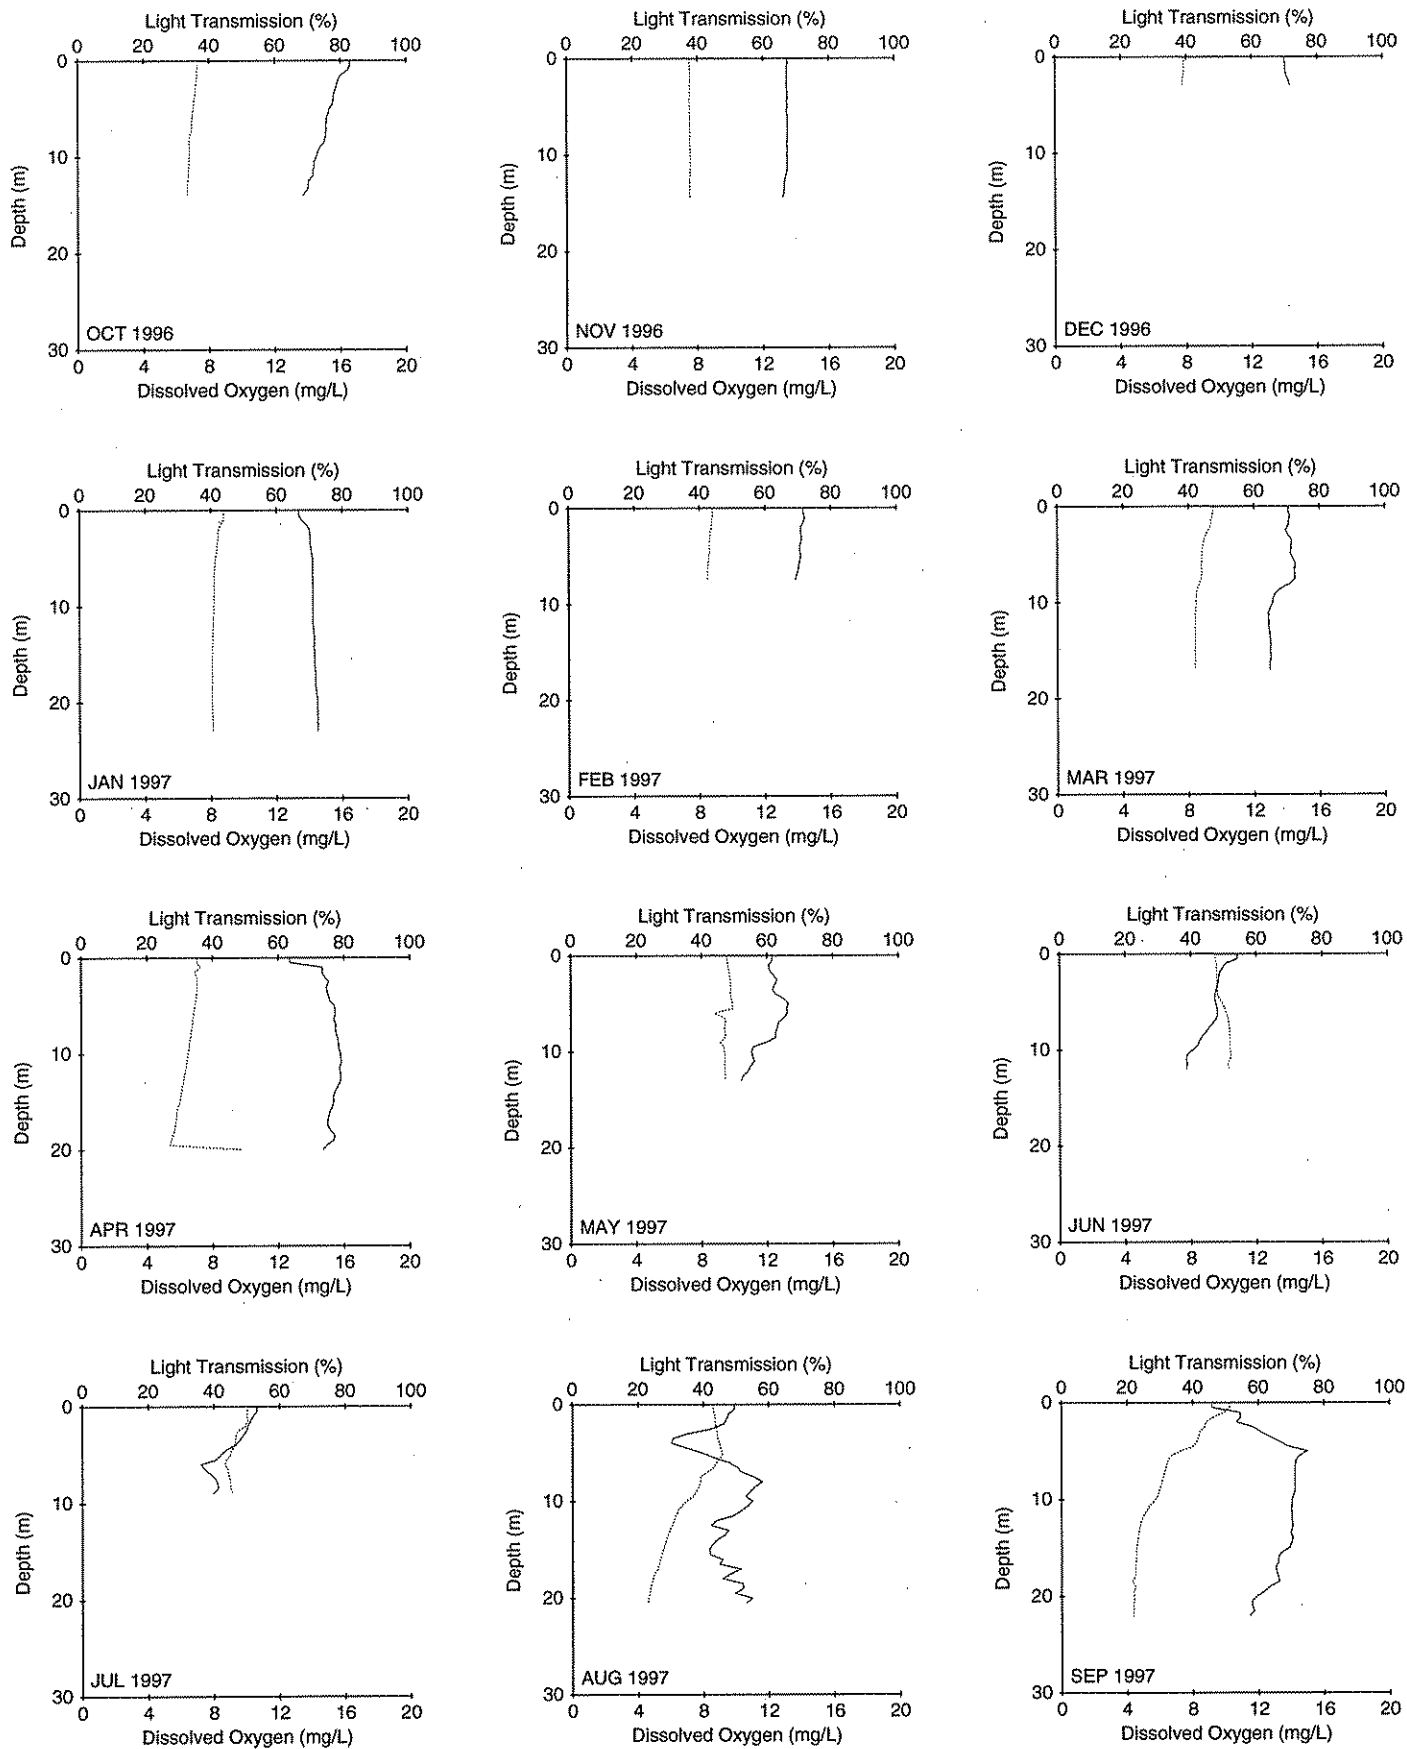 Light Transmission (%)
0 20 40 60 80 100
0
10
20
30
Depth (m)
OCT 1996
0 4 8 12 16 20
Dissolved Oxygen (mg/L)
Light Transmission (%)
0 20 40 60 80 100
0
10
20
30
Depth (m)
NOV 1996
0 4 8 12 16 20
Dissolved Oxygen (mg/L)
Light Transmission (%)
0 20 40 60 80 100
0
10
20
30
Depth (m)
DEC 1996
0 4 8 12 16 20
Dissolved Oxygen (mg/L)
Light Transmission (%)
0 20 40 60 80 100
0
10
20
30
Depth (m)
JAN 1997
0 4 8 12 16 20
Dissolved Oxygen (mg/L)
Light Transmission (%)
0 20 40 60 80 100
0
10
20
30
Depth (m)
FEB 1997
0 4 8 12 16 20
Dissolved Oxygen (mg/L)
Light Transmission (%)
0 20 40 60 80 100
0
10
20
30
Depth (m)
MAR 1997
0 4 8 12 16 20
Dissolved Oxygen (mg/L)
Light Transmission (%)
0 20 40 60 80 100
0
10
20
30
Depth (m)
APR 1997
0 4 8 12 16 20
Dissolved Oxygen (mg/L)
Light Transmission (%)
0 20 40 60 80 100
0
10
20
30
Depth (m)
MAY 1997
0 4 8 12 16 20
Dissolved Oxygen (mg/L)
Light Transmission (%)
0 20 40 60 80 100
0
10
20
30
Depth (m)
JUN 1997
0 4 8 12 16 20
Dissolved Oxygen (mg/L)
Light Transmission (%)
0 20 40 60 80 100
0
10
20
30
Depth (m)
JUL 1997
0 4 8 12 16 20
Dissolved Oxygen (mg/L)
Light Transmission (%)
0 20 40 60 80 100
0
10
20
30
Depth (m)
AUG 1997
0 4 8 12 16 20
Dissolved Oxygen (mg/L)
Light Transmission (%)
0 20 40 60 80 100
0
10
20
30
Depth (m)
SEP 1997
0 4 8 12 16 20
Dissolved Oxygen (mg/L)